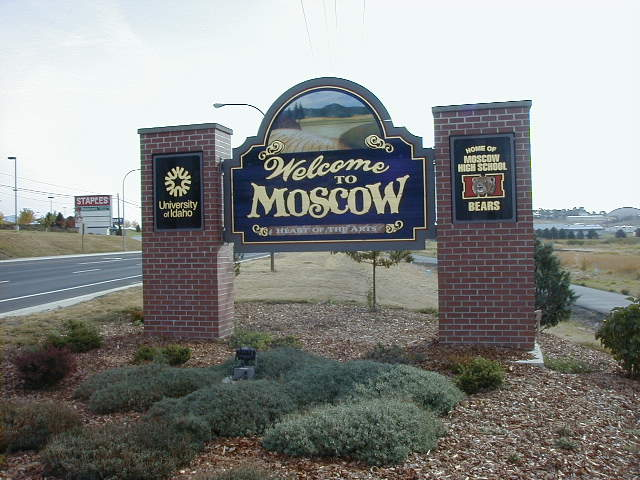 STAPLES
University
of Idaho
Welcome
TO
MOSCOW
HEART OF THE ARTS
HOME OF
MOSCOW
HIGH SCHOOL
BEARS